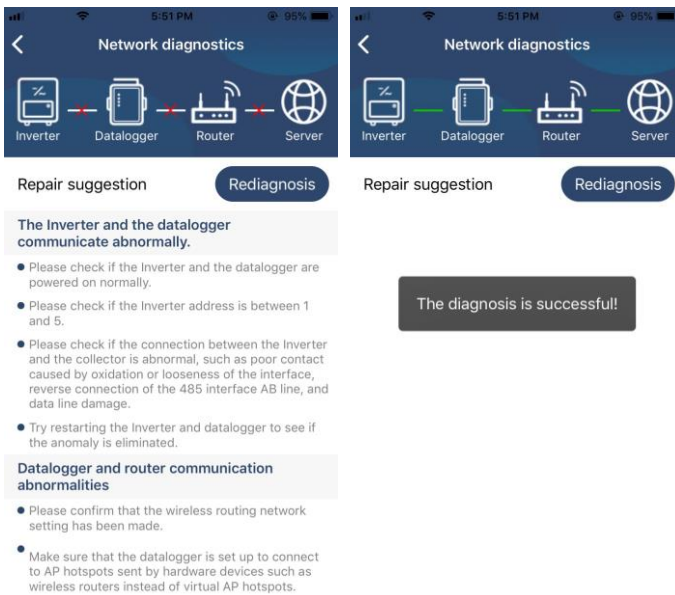 5:51 PM
95%
Network diagnostics
Inverter
Datalogger
Router
Server
Repair suggestion
Rediagnosis
The Inverter and the datalogger
communicate abnormally.
Please check if the Inverter and the datalogger are
powered on normally.
Please check if the Inverter address is between 1
and 5.
Please check if the connection between the Inverter
and the collector is abnormal, such as poor contact
caused by oxidation or looseness of the interface,
reverse connection of the 485 interface AB line, and
data line damage.
Try restarting the Inverter and datalogger to see if
the anomaly is eliminated.
Datalogger and router communication
abnormalities
Please confirm that the wireless routing network
setting has been made.
Make sure that the datalogger is set up to connect
to AP hotspots sent by hardware devices such as
wireless routers instead of virtual AP hotspots.
5:51 PM
95%
Network diagnostics
Inverter
Datalogger
Router
Server
Repair suggestion
Rediagnosis
The diagnosis is successful!